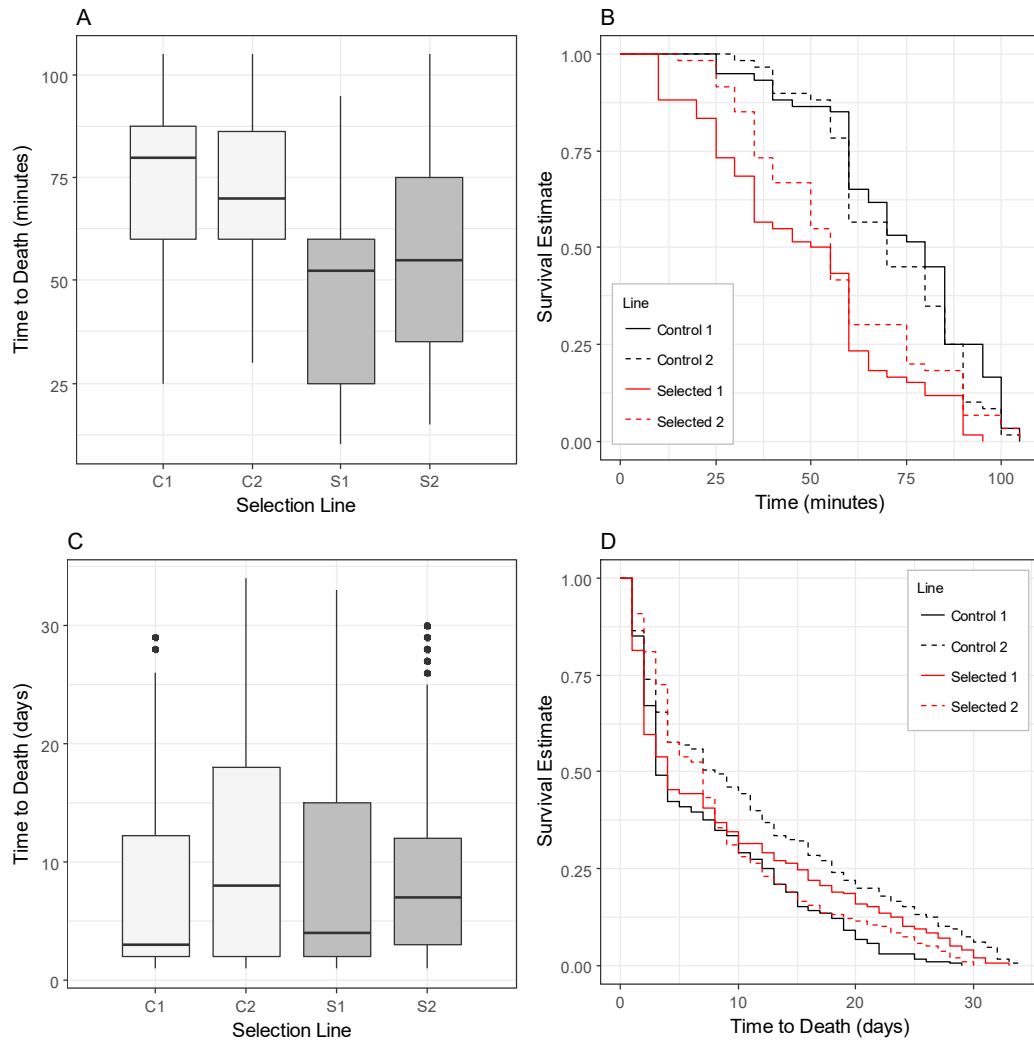 A
Time to Death (minutes)
100
75
50
25
C1 C2 S1 S2
Selection Line
B
Survival Estimate
1.00
0.75
0.50
0.25
0.00
Line
Control 1
Control 2
Selected 1
Selected 2
0 25 50 75 100
Time (minutes)
C
Time to Death (days)
30
20
10
0
C1 C2 S1 S2
Selection Line
D
Survival Estimate
1.00
0.75
0.50
0.25
0.00
Line
Control 1
Control 2
Selected 1
Selected 2
0 10 20 30
Time to Death (days)